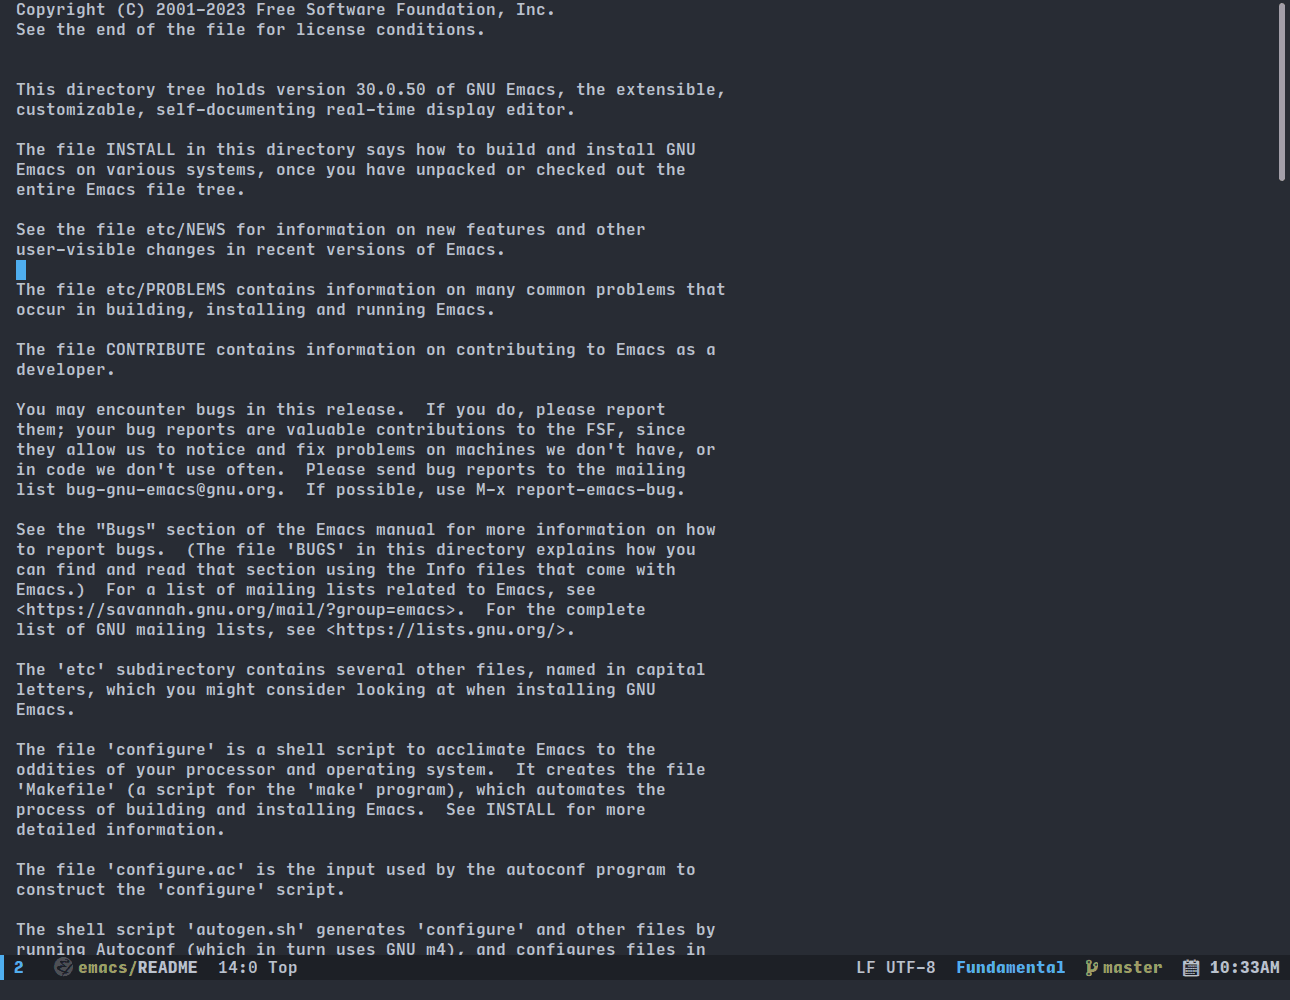 Copyright (C) 2001-2023 Free Software Foundation, Inc.
See the end of the file for license conditions.
This directory tree holds version 30.0.50 of GNU Emacs, the extensible,
customizable, self-documenting real-time display editor.
The file INSTALL in this directory says how to build and install GNU
Emacs on various systems, once you have unpacked or checked out the
entire Emacs file tree.
See the file etc/NEWS for information on new features and other
user-visible changes in recent versions of Emacs.
The file etc/PROBLEMS contains information on many common problems that
occur in building, installing and running Emacs.
The file CONTRIBUTE contains information on contributing to Emacs as a
developer.
You may encounter bugs in this release.  If you do, please report
them; your bug reports are valuable contributions to the FSF, since
they allow us to notice and fix problems on machines we don't have, or
in code we don't use often.  Please send bug reports to the mailing
list bug-gnu-emacs@gnu.org.  If possible, use M-x report-emacs-bug.
See the "Bugs" section of the Emacs manual for more information on how
to report bugs.  (The file 'BUGS' in this directory explains how you
can find and read that section using the Info files that come with
Emacs.)  For a list of mailing lists related to Emacs, see
<https://savannah.gnu.org/mail/?group=emacs>.  For the complete
list of GNU mailing lists, see <https://lists.gnu.org/>.
The 'etc' subdirectory contains several other files, named in capital
letters, which you might consider looking at when installing GNU
Emacs.
The file 'configure' is a shell script to acclimate Emacs to the
oddities of your processor and operating system.  It creates the file
'Makefile' (a script for the 'make' program), which automates the
process of building and installing Emacs.  See INSTALL for more
detailed information.
The file 'configure.ac' is the input used by the autoconf program to
construct the 'configure' script.
The shell script 'autogen.sh' generates 'configure' and other files by
running Autoconf (which in turn uses GNU m4), and configures files in
2 emacs/README 14:0 Top LF UTF-8 Fundamental master 10:33AM